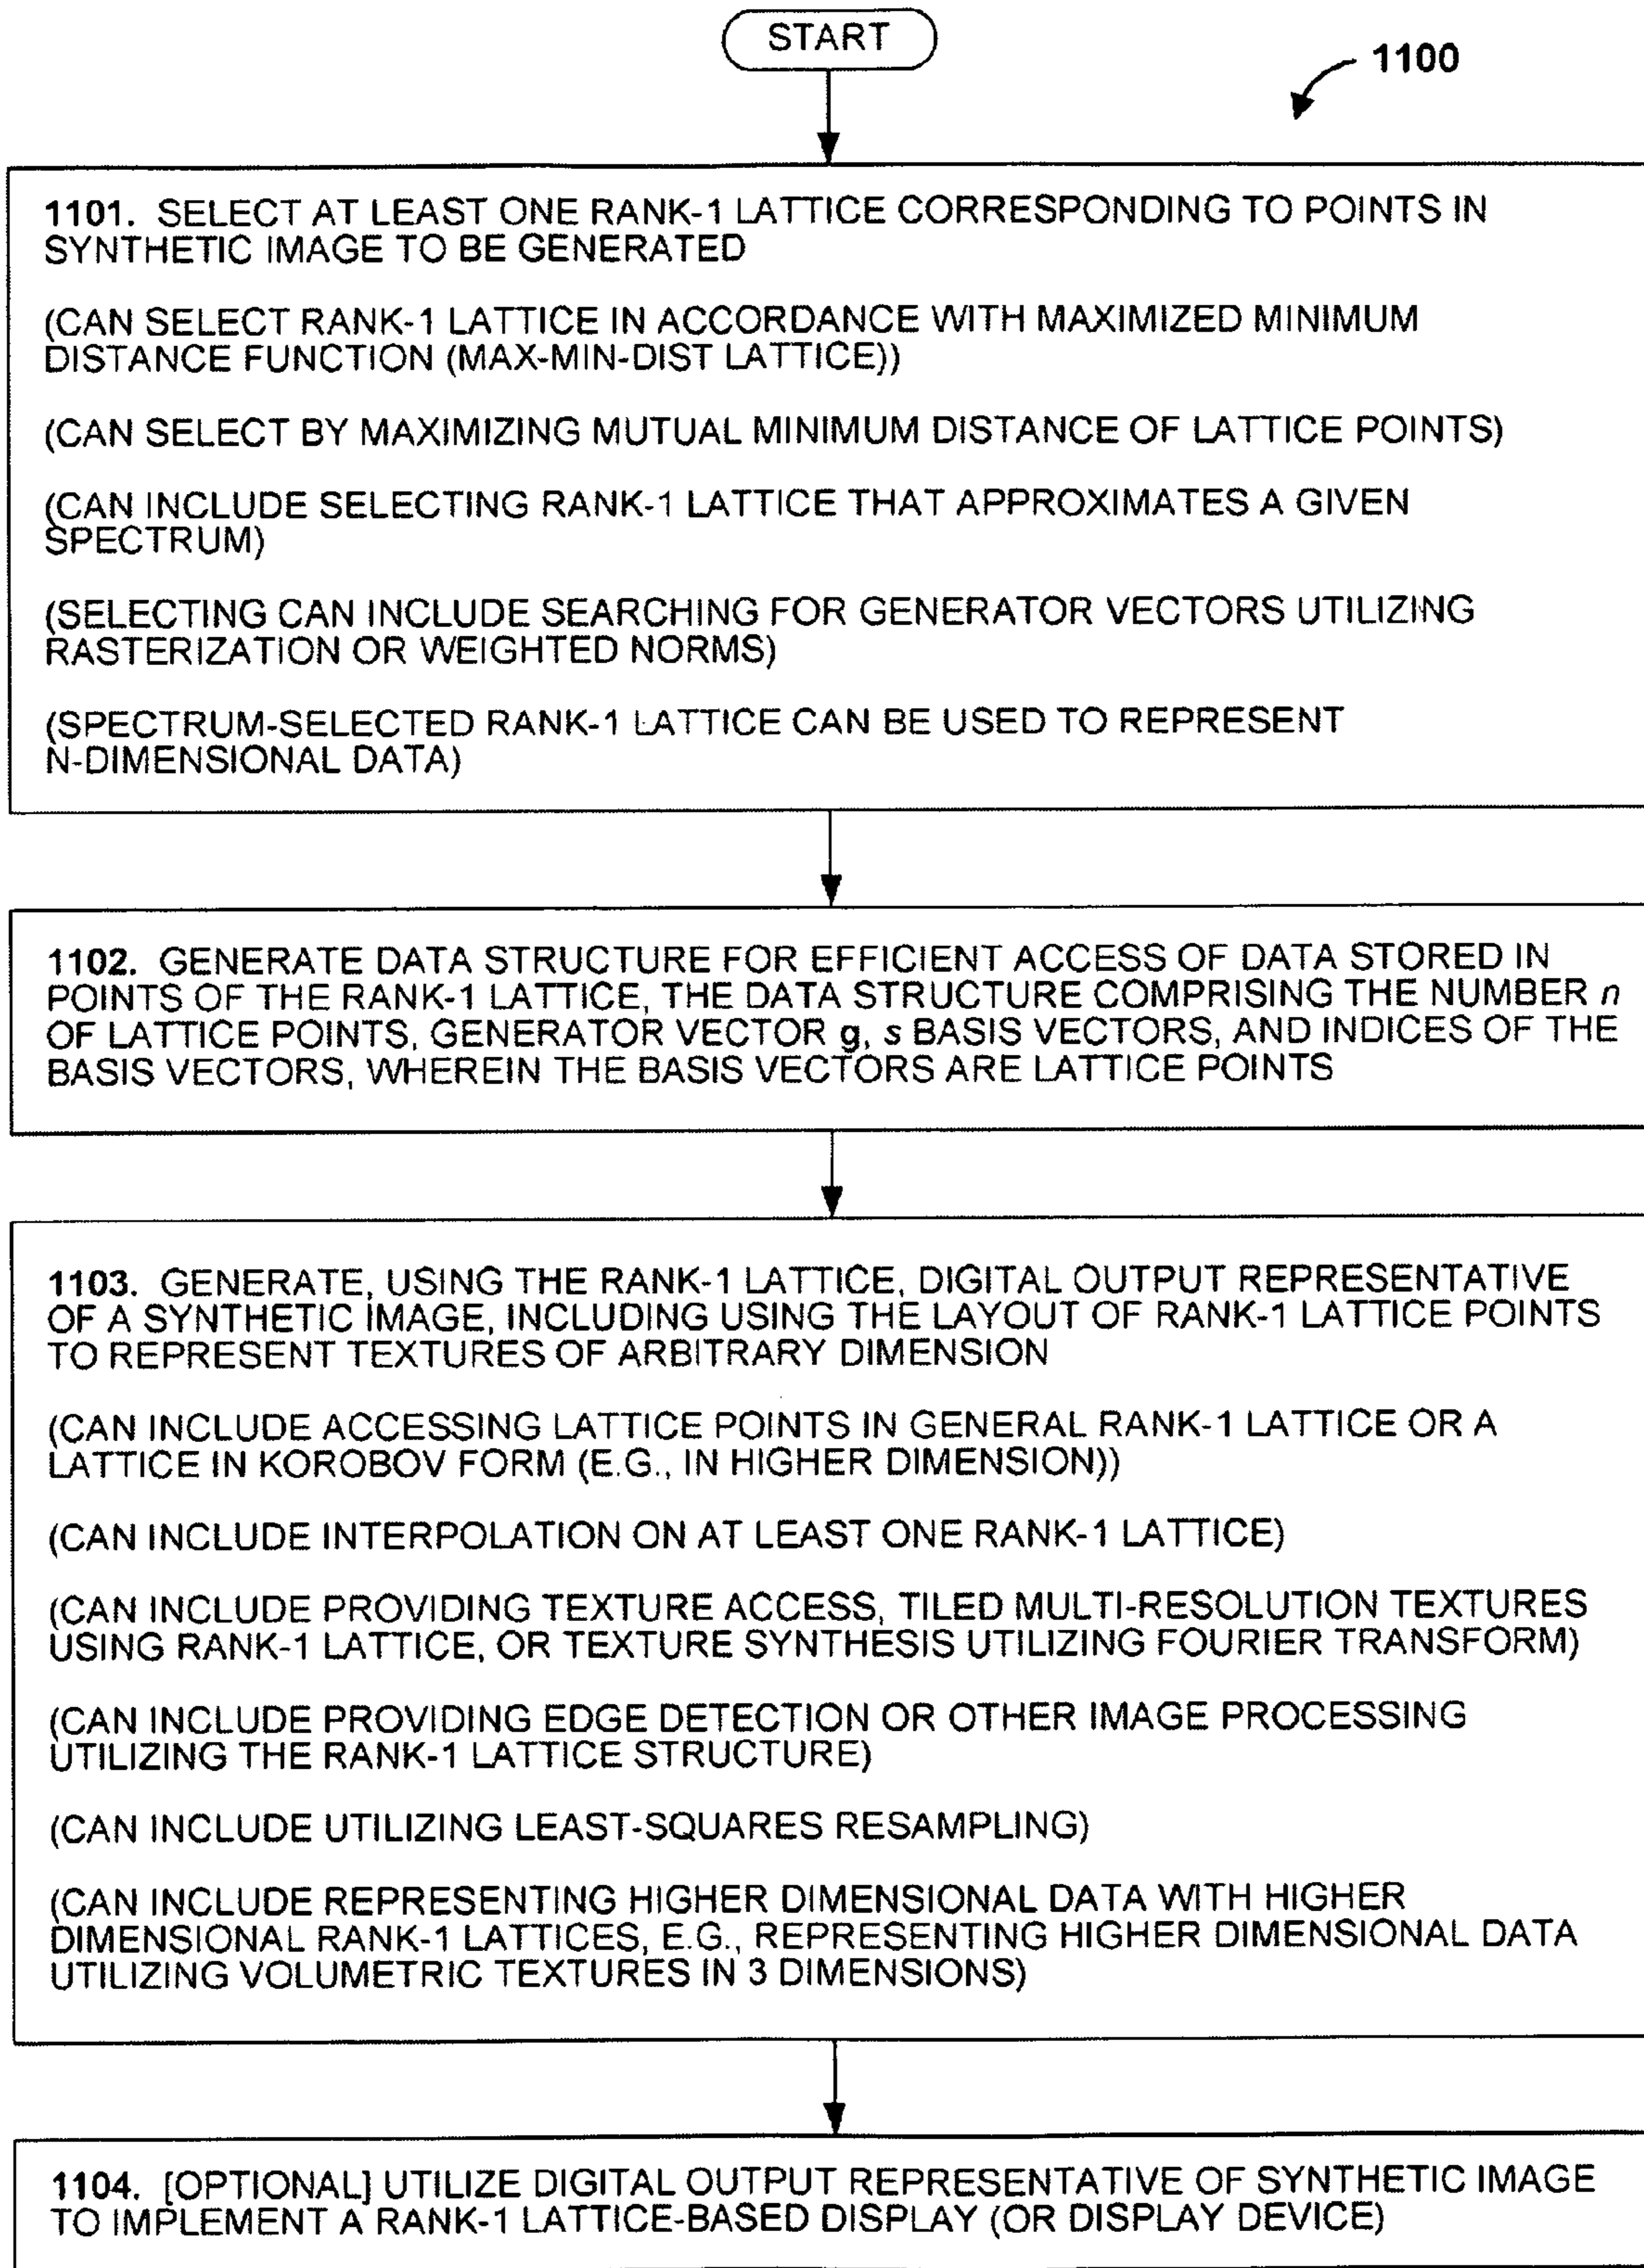 START
1100
1101. SELECT AT LEAST ONE RANK-1 LATTICE CORRESPONDING TO POINTS IN
SYNTHETIC IMAGE TO BE GENERATED
(CAN SELECT RANK-1 LATTICE IN ACCORDANCE WITH MAXIMIZED MINIMUM
DISTANCE FUNCTION (MAX-MIN-DIST LATTICE))
(CAN SELECT BY MAXIMIZING MUTUAL MINIMUM DISTANCE OF LATTICE POINTS)
(CAN INCLUDE SELECTING RANK-1 LATTICE THAT APPROXIMATES A GIVEN
SPECTRUM)
(SELECTING CAN INCLUDE SEARCHING FOR GENERATOR VECTORS UTILIZING
RASTERIZATION OR WEIGHTED NORMS)
(SPECTRUM-SELECTED RANK-1 LATTICE CAN BE USED TO REPRESENT
N-DIMENSIONAL DATA)
1102. GENERATE DATA STRUCTURE FOR EFFICIENT ACCESS OF DATA STORED IN
POINTS OF THE RANK-1 LATTICE, THE DATA STRUCTURE COMPRISING THE NUMBER n
OF LATTICE POINTS, GENERATOR VECTOR g, s BASIS VECTORS, AND INDICES OF THE
BASIS VECTORS, WHEREIN THE BASIS VECTORS ARE LATTICE POINTS
1103. GENERATE, USING THE RANK-1 LATTICE, DIGITAL OUTPUT REPRESENTATIVE
OF A SYNTHETIC IMAGE, INCLUDING USING THE LAYOUT OF RANK-1 LATTICE POINTS
TO REPRESENT TEXTURES OF ARBITRARY DIMENSION
(CAN INCLUDE ACCESSING LATTICE POINTS IN GENERAL RANK-1 LATTICE OR A
LATTICE IN KOROBOV FORM (E.G., IN HIGHER DIMENSION))
(CAN INCLUDE INTERPOLATION ON AT LEAST ONE RANK-1 LATTICE)
(CAN INCLUDE PROVIDING TEXTURE ACCESS, TILED MULTI-RESOLUTION TEXTURES
USING RANK-1 LATTICE, OR TEXTURE SYNTHESIS UTILIZING FOURIER TRANSFORM)
(CAN INCLUDE PROVIDING EDGE DETECTION OR OTHER IMAGE PROCESSING
UTILIZING THE RANK-1 LATTICE STRUCTURE)
(CAN INCLUDE UTILIZING LEAST-SQUARES RESAMPLING)
(CAN INCLUDE REPRESENTING HIGHER DIMENSIONAL DATA WITH HIGHER
DIMENSIONAL RANK-1 LATTICES, E.G., REPRESENTING HIGHER DIMENSIONAL DATA
UTILIZING VOLUMETRIC TEXTURES IN 3 DIMENSIONS)
1104. [OPTIONAL] UTILIZE DIGITAL OUTPUT REPRESENTATIVE OF SYNTHETIC IMAGE
TO IMPLEMENT A RANK-1 LATTICE-BASED DISPLAY (OR DISPLAY DEVICE)